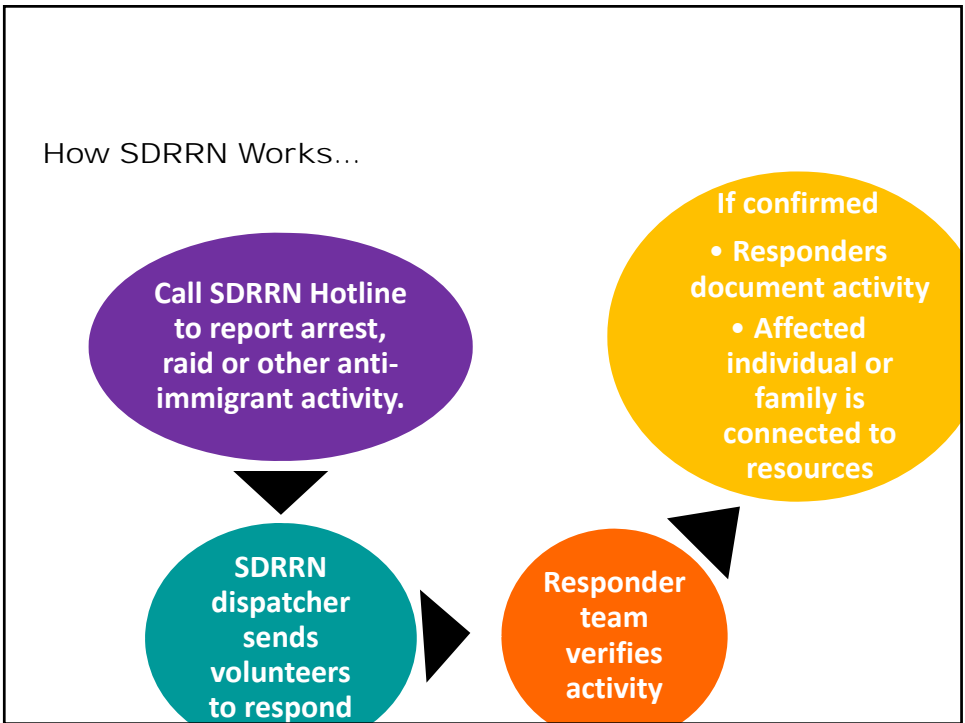 How SDRRN Works...
Call SDRRN Hotline
to report arrest,
raid or other anti-
immigrant activity.
SDRRN
dispatcher
sends
volunteers
to respond
Responder
team
verifies
activity
If confirmed
• Responders
document activity
• Affected
individual or
family is
connected to
resources